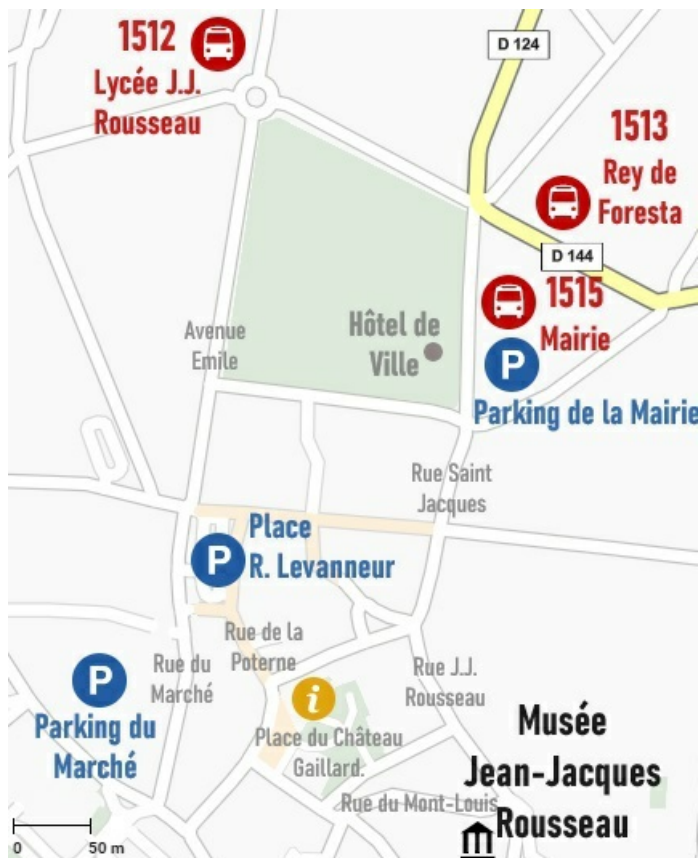 1512
Lycée J.J.
Rousseau
D 124
1513
Rey de
Foresta
D 144
1515
Mairie
Hôtel de
Ville
Avenue
Emile
P
Parking de la Mairie
Rue Saint
Jacques
Place
R. Levanneur
P
Rue de la
Poterne
Rue du
Marché
Rue J.J.
Rousseau
P
Parking du
Marché
i
Place du Château
Gaillard.
Musée
Jean-Jacques
Rousseau
Rue du Mont-Louis
0 50 m